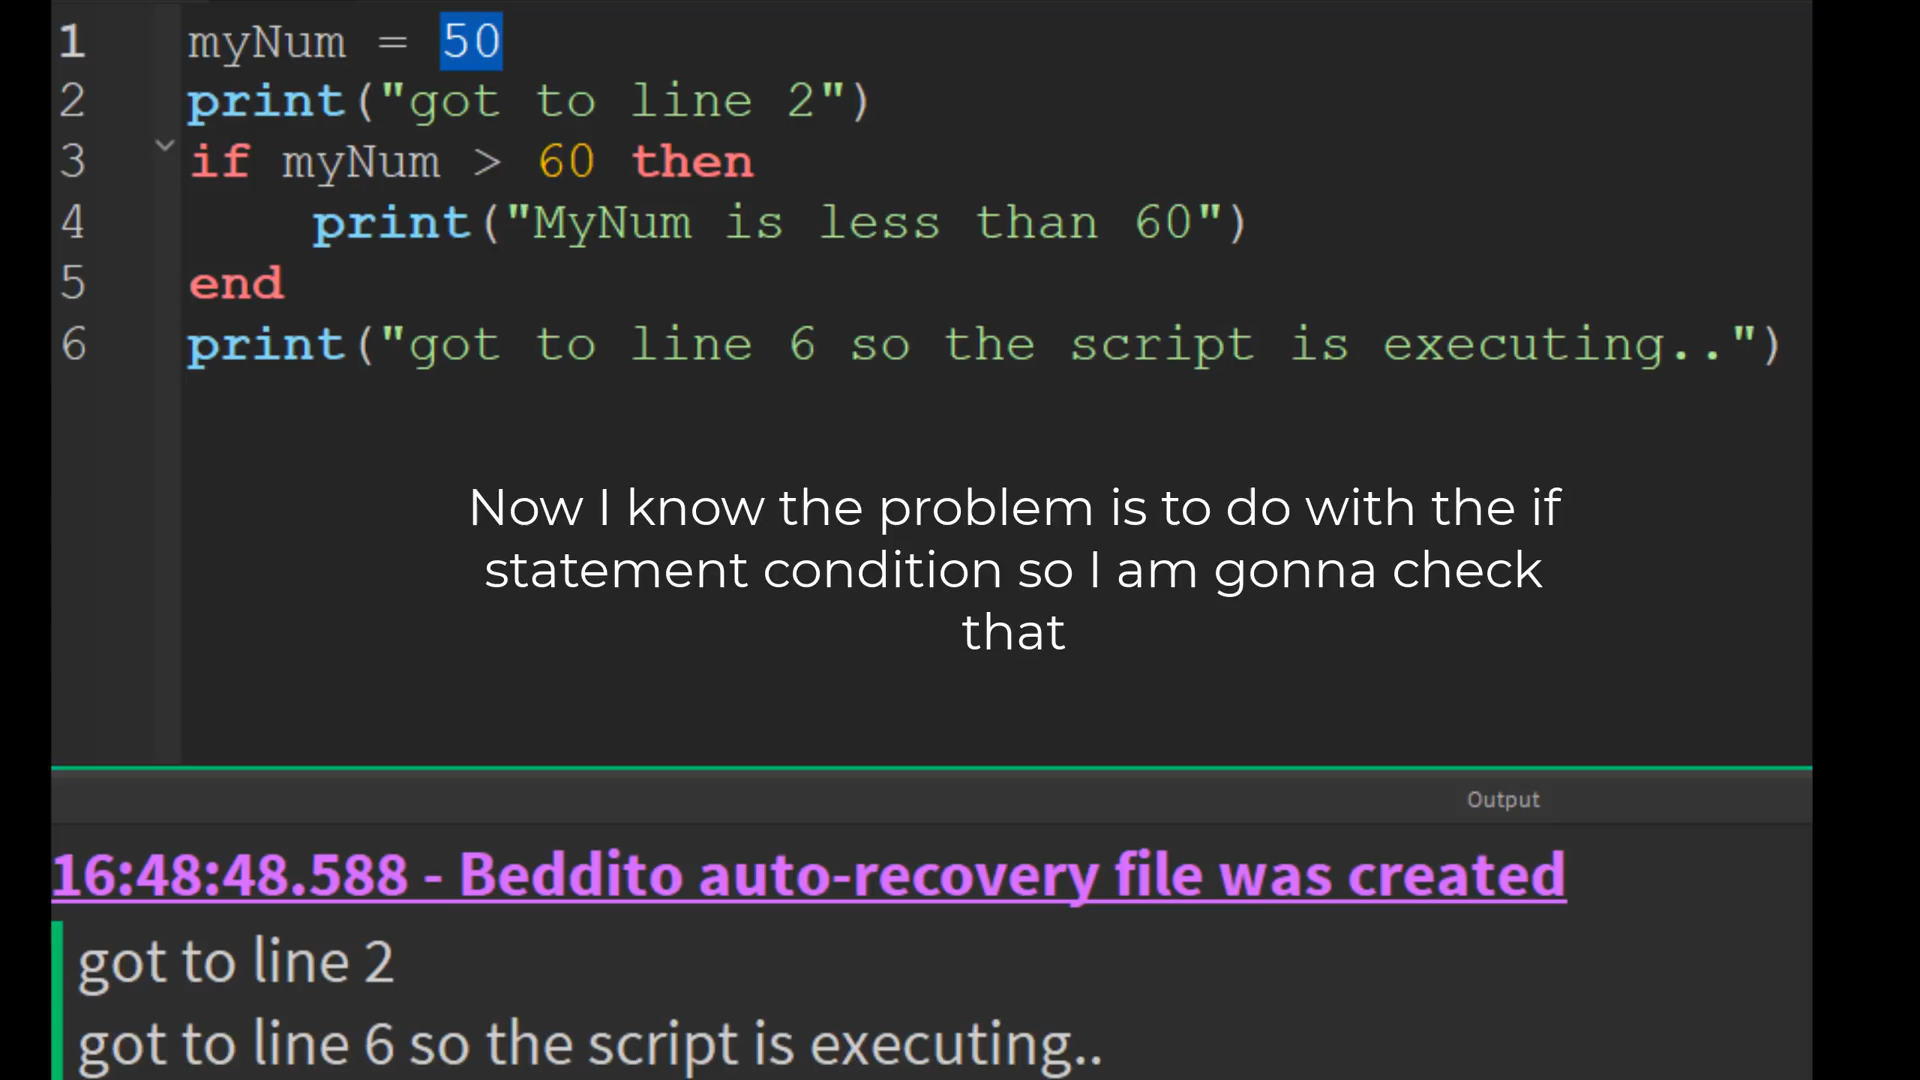 1 myNum = 50
2 print("got to line 2")
3 if myNum > 60 then
4 print("MyNum is less than 60")
5 end
6 print("got to line 6 so the script is executing..")
Now I know the problem is to do with the if
statement condition so I am gonna check
that
Output
16:48:48.588 - Beddito auto-recovery file was created
got to line 2
got to line 6 so the script is executing..